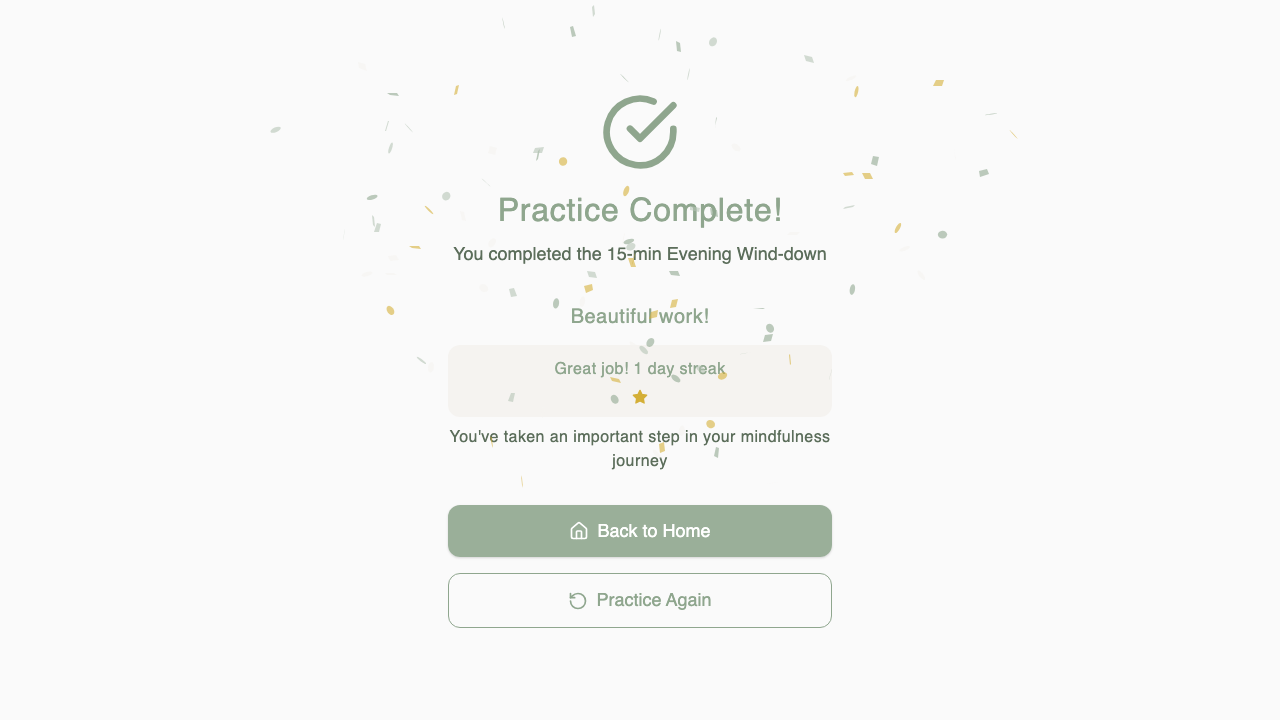 Practice Complete!
You completed the 15-min Evening Wind-down
Beautiful work!
Great job! 1 day streak
You've taken an important step in your mindfulness
journey
Back to Home
Practice Again